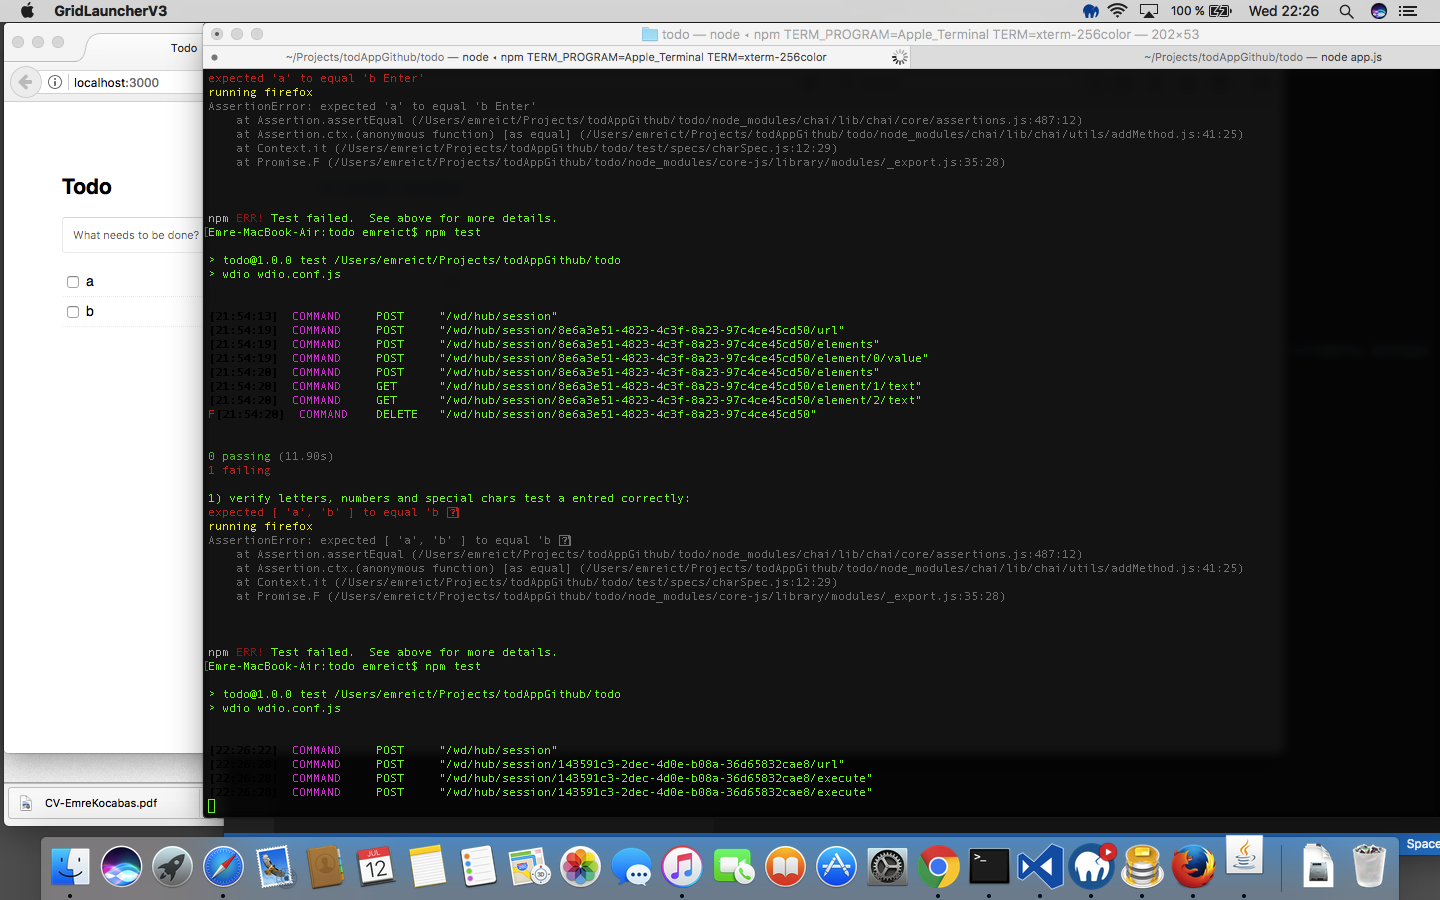 GridLauncherV3
100 %
Wed 22:26
todo — node ◂ npm TERM_PROGRAM=Apple_Terminal TERM=xterm-256color — 202×53
Todo
~/Projects/todAppGithub/todo — node ◂ npm TERM_PROGRAM=Apple_Terminal TERM=xterm-256color
~/Projects/todAppGithub/todo — node app.js
localhost:3000
Todo
What needs to be done?
a
b
CV-EmreKocabas.pdf
expected 'a' to equal 'b Enter'
running firefox
AssertionError: expected 'a' to equal 'b Enter'
at Assertion.assertEqual (/Users/emreict/Projects/todAppGithub/todo/node_modules/chai/lib/chai/core/assertions.js:487:12)
at Assertion.ctx.(anonymous function) [as equal] (/Users/emreict/Projects/todAppGithub/todo/node_modules/chai/lib/chai/utils/addMethod.js:41:25)
at Context.it (/Users/emreict/Projects/todAppGithub/todo/test/specs/charSpec.js:12:29)
at Promise.F (/Users/emreict/Projects/todAppGithub/todo/node_modules/core-js/library/modules/_export.js:35:28)
npm ERR! Test failed.  See above for more details.
[Emre-MacBook-Air:todo emreict$ npm test
> todo@1.0.0 test /Users/emreict/Projects/todAppGithub/todo
> wdio wdio.conf.js
[21:54:13]  COMMAND     POST     "/wd/hub/session"
[21:54:19]  COMMAND     POST     "/wd/hub/session/8e6a3e51-4823-4c3f-8a23-97c4ce45cd50/url"
[21:54:19]  COMMAND     POST     "/wd/hub/session/8e6a3e51-4823-4c3f-8a23-97c4ce45cd50/elements"
[21:54:19]  COMMAND     POST     "/wd/hub/session/8e6a3e51-4823-4c3f-8a23-97c4ce45cd50/element/0/value"
[21:54:20]  COMMAND     POST     "/wd/hub/session/8e6a3e51-4823-4c3f-8a23-97c4ce45cd50/elements"
[21:54:20]  COMMAND     GET      "/wd/hub/session/8e6a3e51-4823-4c3f-8a23-97c4ce45cd50/element/1/text"
[21:54:20]  COMMAND     GET      "/wd/hub/session/8e6a3e51-4823-4c3f-8a23-97c4ce45cd50/element/2/text"
F[21:54:20]  COMMAND    DELETE   "/wd/hub/session/8e6a3e51-4823-4c3f-8a23-97c4ce45cd50"
0 passing (11.90s)
1 failing
1) verify letters, numbers and special chars test a entred correctly:
expected [ 'a', 'b' ] to equal 'b ?
running firefox
AssertionError: expected [ 'a', 'b' ] to equal 'b ?
at Assertion.assertEqual (/Users/emreict/Projects/todAppGithub/todo/node_modules/chai/lib/chai/core/assertions.js:487:12)
at Assertion.ctx.(anonymous function) [as equal] (/Users/emreict/Projects/todAppGithub/todo/node_modules/chai/lib/chai/utils/addMethod.js:41:25)
at Context.it (/Users/emreict/Projects/todAppGithub/todo/test/specs/charSpec.js:12:29)
at Promise.F (/Users/emreict/Projects/todAppGithub/todo/node_modules/core-js/library/modules/_export.js:35:28)
npm ERR! Test failed.  See above for more details.
[Emre-MacBook-Air:todo emreict$ npm test
> todo@1.0.0 test /Users/emreict/Projects/todAppGithub/todo
> wdio wdio.conf.js
[22:26:22]  COMMAND     POST     "/wd/hub/session"
[22:26:28]  COMMAND     POST     "/wd/hub/session/143591c3-2dec-4d0e-b08a-36d65832cae8/url"
[22:26:28]  COMMAND     POST     "/wd/hub/session/143591c3-2dec-4d0e-b08a-36d65832cae8/execute"
[22:26:28]  COMMAND     POST     "/wd/hub/session/143591c3-2dec-4d0e-b08a-36d65832cae8/execute"
JUL
12
Space